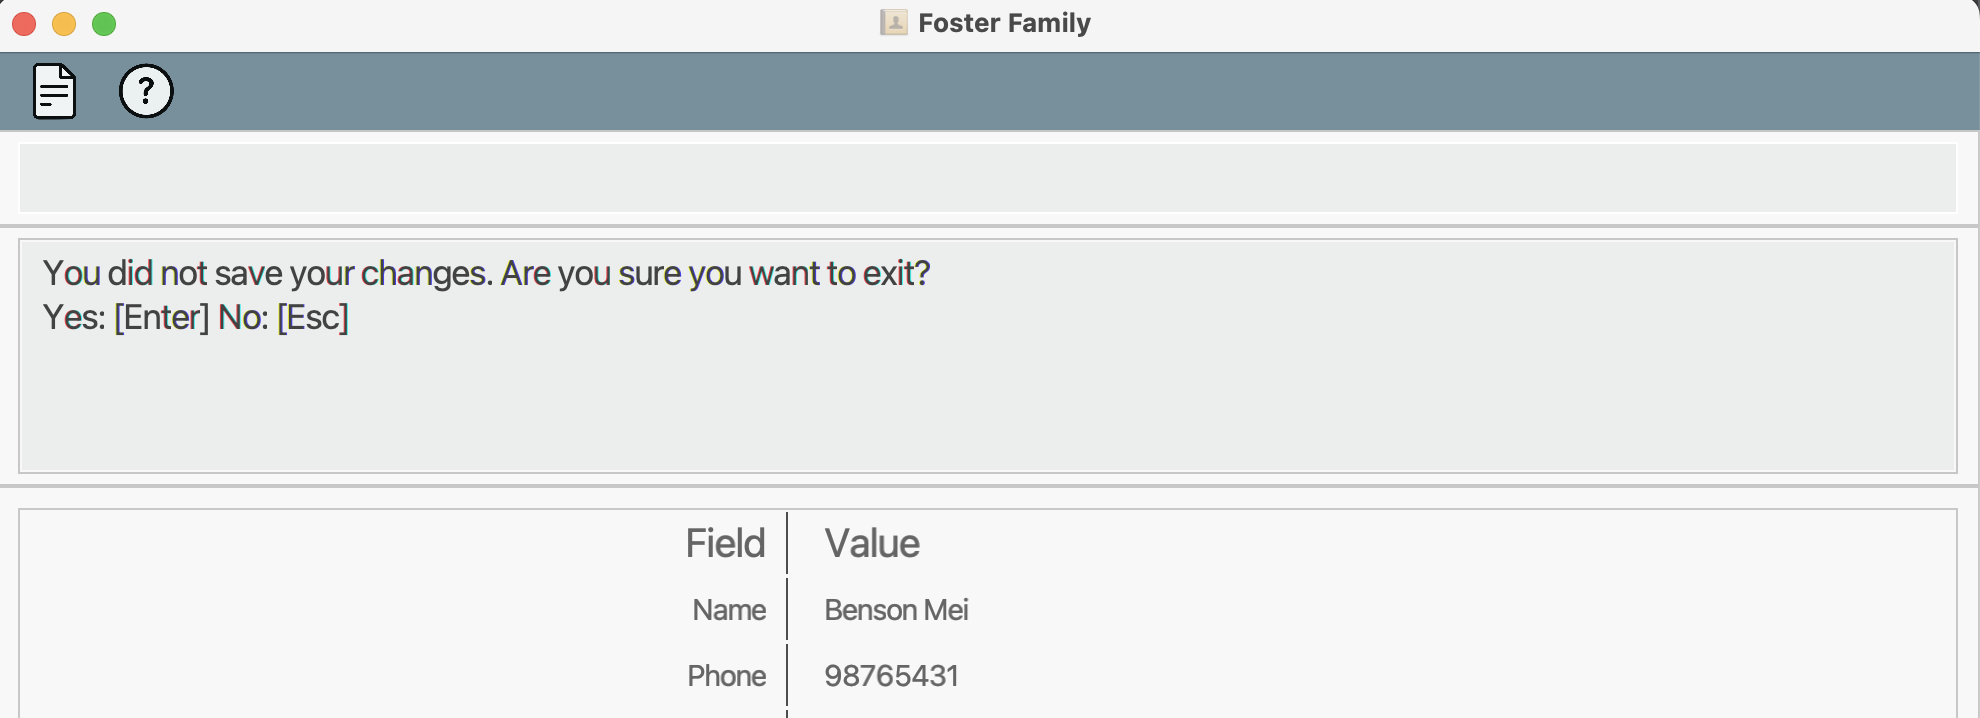 Foster Family
?
You did not save your changes. Are you sure you want to exit?
Yes: [Enter] No: [Esc]
Field Value
Name Benson Mei
Phone 98765431